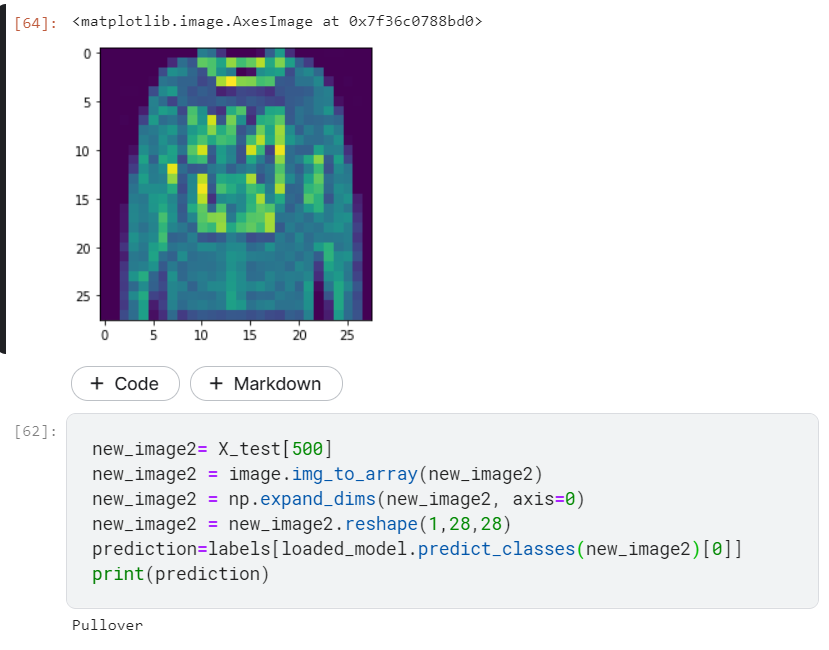 [64]: <matplotlib.image.AxesImage at 0x7f36c0788bd0>
0
5
10
15
20
25
0 5 10 15 20 25
+ Code + Markdown
[62]:
new_image2= X_test[500]
new_image2 = image.img_to_array(new_image2)
new_image2 = np.expand_dims(new_image2, axis=0)
new_image2 = new_image2.reshape(1,28,28)
prediction=labels[loaded_model.predict_classes(new_image2)[0]]
print(prediction)
Pullover